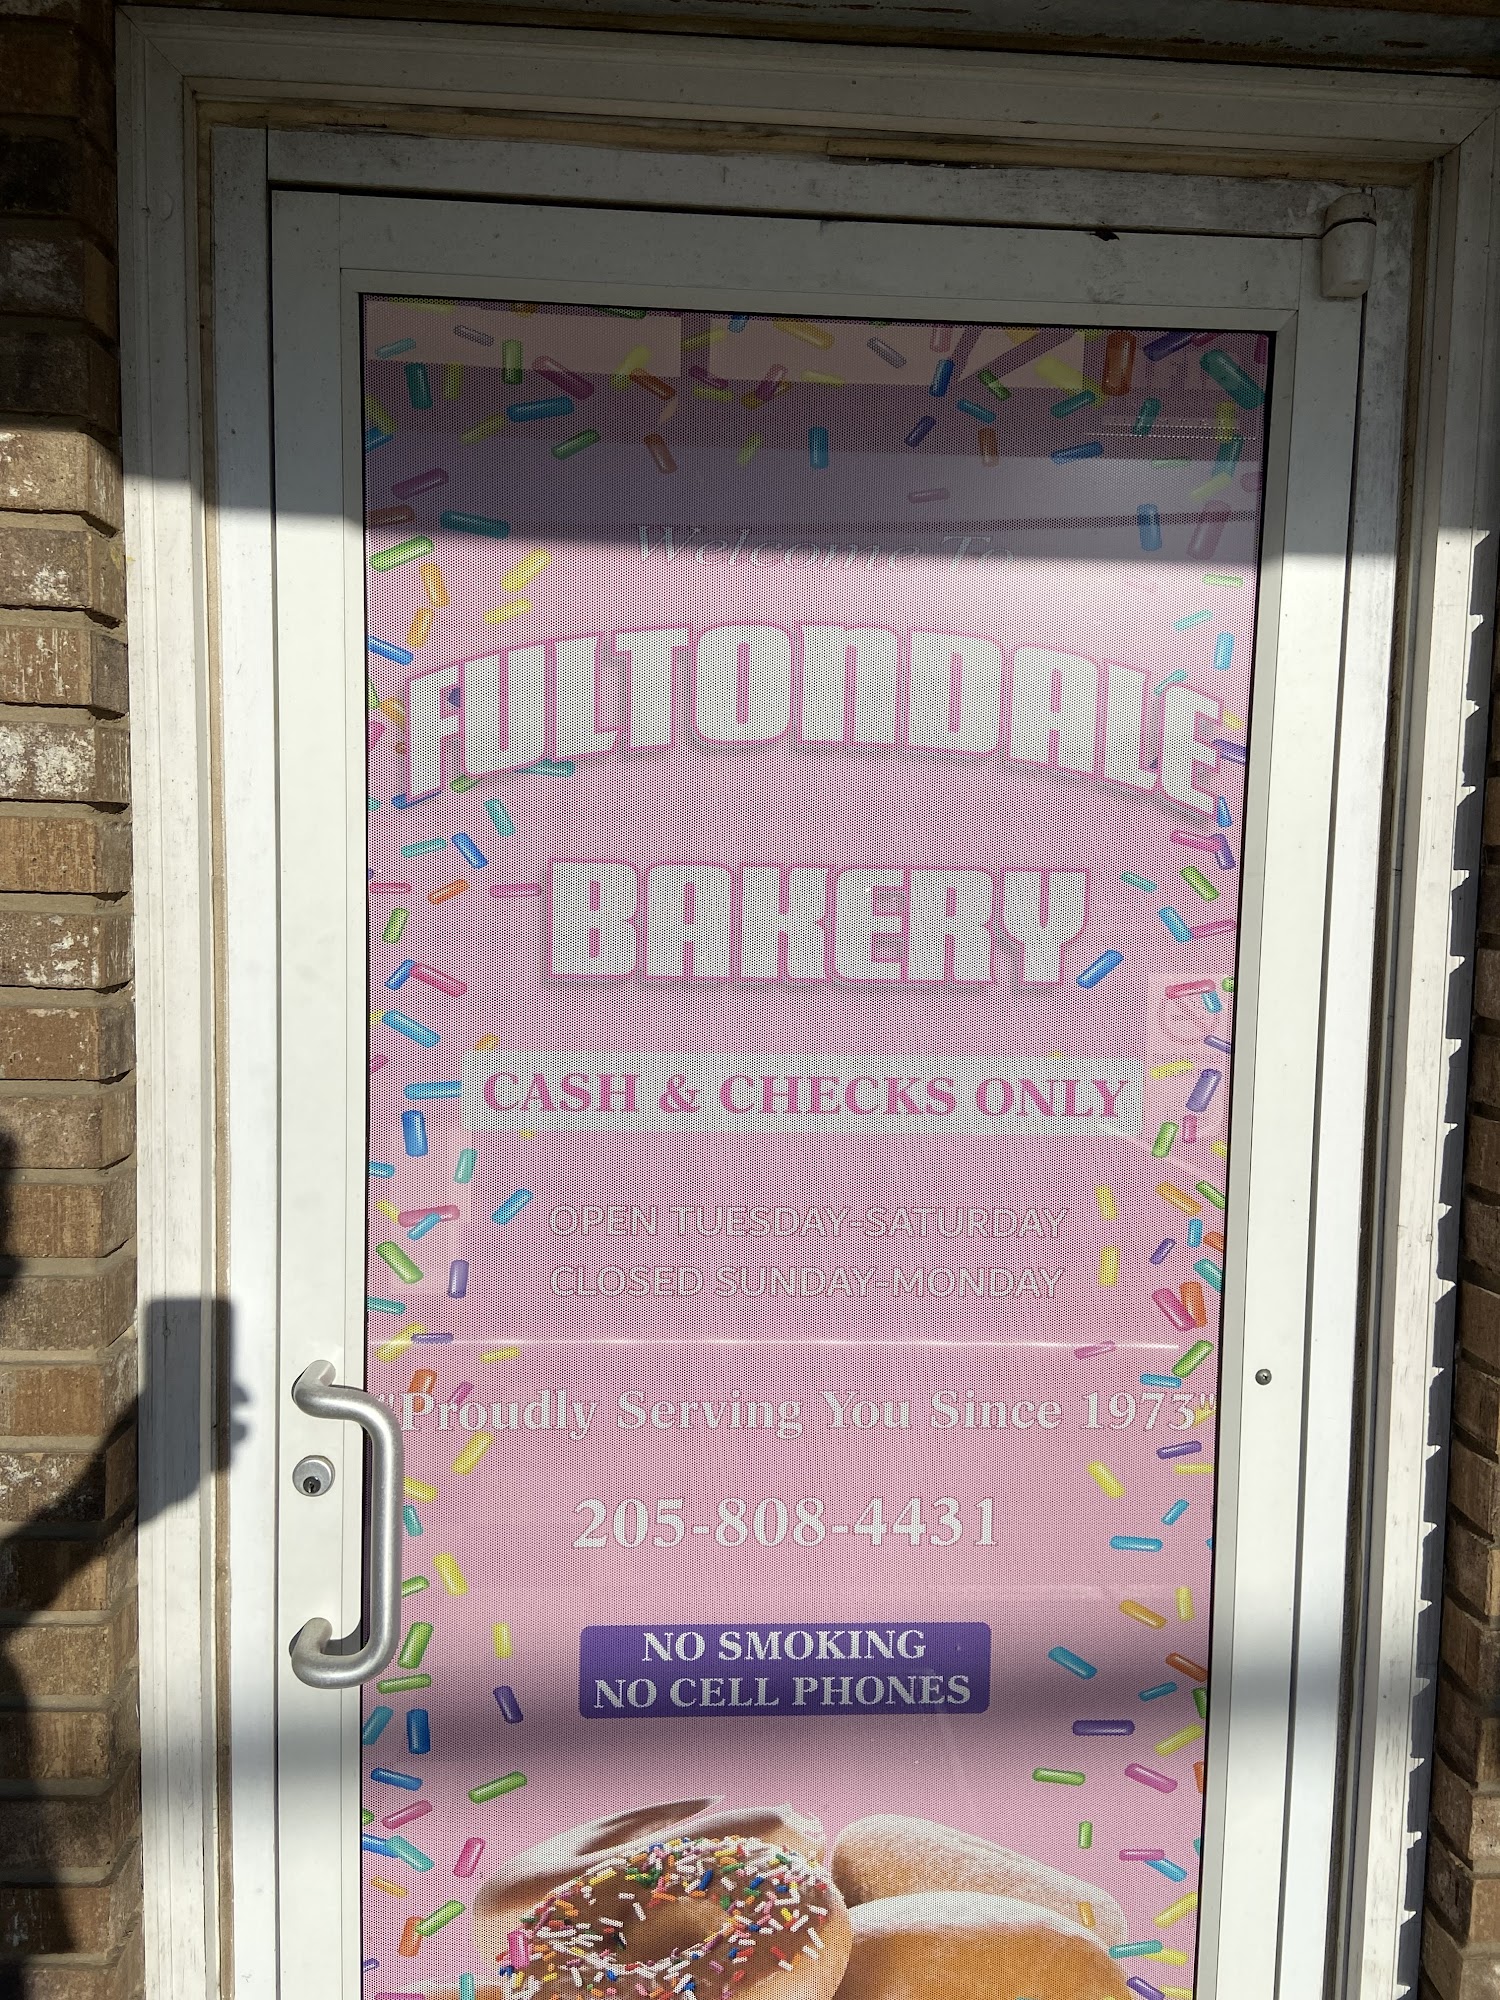 Welcome To
FULTONDALE
BAKERY
CASH & CHECKS ONLY
OPEN TUESDAY-SATURDAY
CLOSED SUNDAY-MONDAY
"Proudly Serving You Since 1973"
205-808-4431
NO SMOKING
NO CELL PHONES